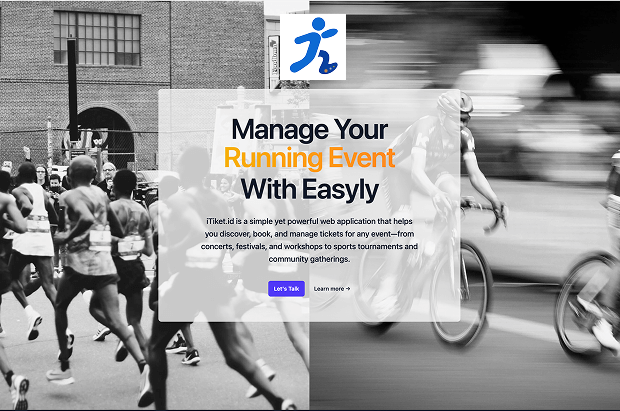 Manage Your
Running Event
With Easyly
iTiket.id is a simple yet powerful web application that helps
you discover, book, and manage tickets for any event—from
concerts, festivals, and workshops to sports tournaments and
community gatherings.
Let's Talk
Learn more →